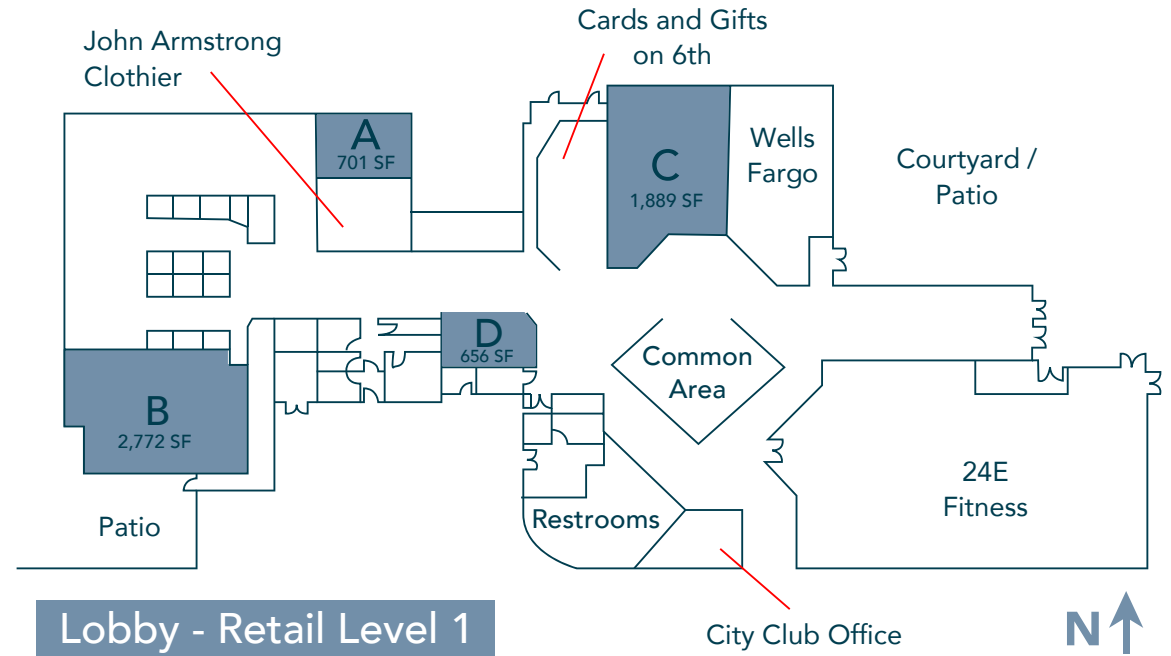 Cards and Gifts
on 6th
John Armstrong
Clothier
A
701 SF
C
1,889 SF
Wells
Fargo
Courtyard /
Patio
D
656 SF
Common
Area
B
2,772 SF
24E
Fitness
Patio
Restrooms
Lobby - Retail Level 1
City Club Office
N